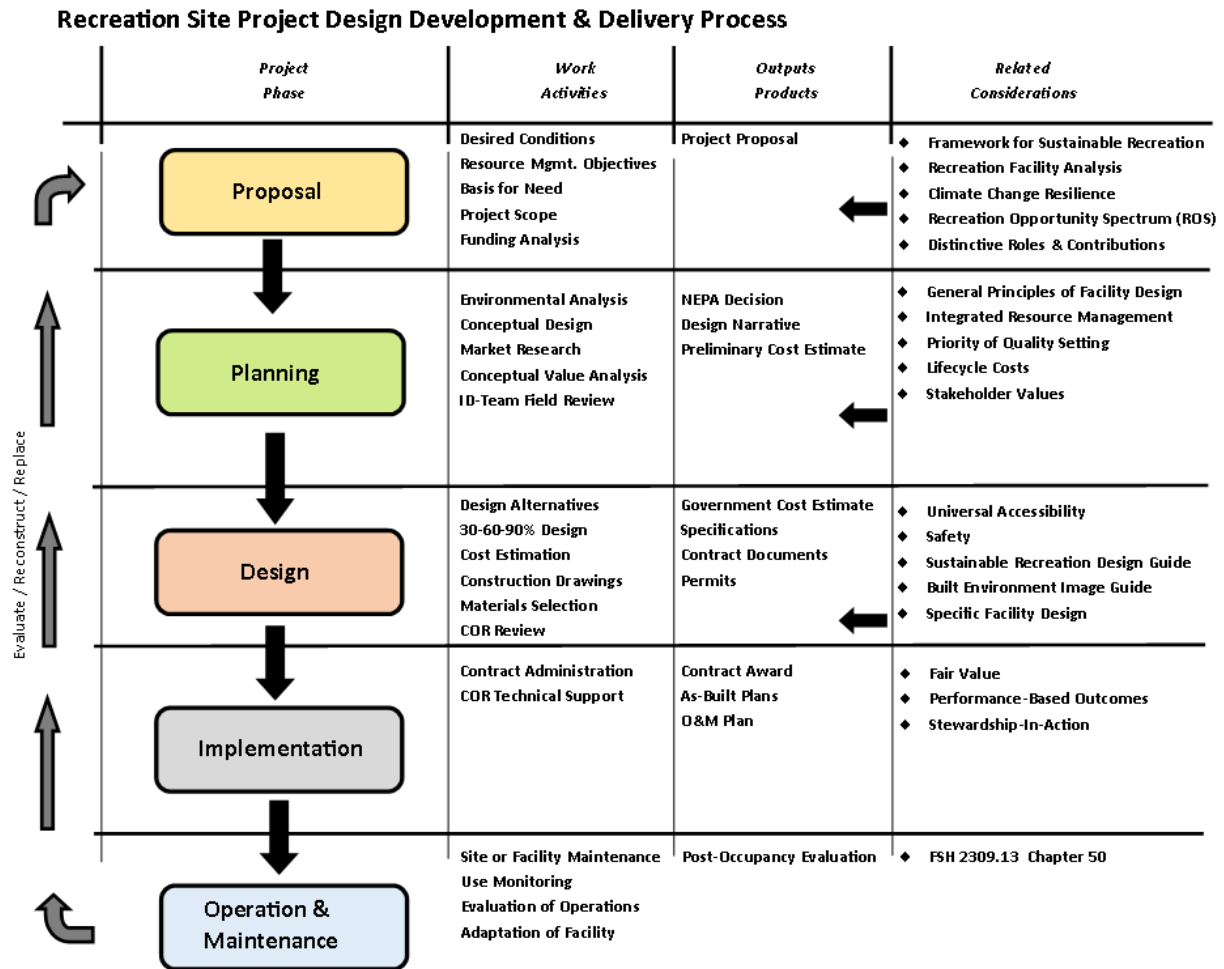 Recreation Site Project Design Development & Delivery Process
Project
Phase
Work
Activities
Outputs
Products
Related
Considerations
Proposal
Desired Conditions
Resource Mgmt. Objectives
Basis for Need
Project Scope
Funding Analysis
Project Proposal
◆ Framework for Sustainable Recreation
◆ Recreation Facility Analysis
◆ Climate Change Resilience
◆ Recreation Opportunity Spectrum (ROS)
◆ Distinctive Roles & Contributions
Planning
Environmental Analysis
Conceptual Design
Market Research
Conceptual Value Analysis
ID-Team Field Review
NEPA Decision
Design Narrative
Preliminary Cost Estimate
◆ General Principles of Facility Design
◆ Integrated Resource Management
◆ Priority of Quality Setting
◆ Lifecycle Costs
◆ Stakeholder Values
Evaluate / Reconstruct / Replace
Design
Design Alternatives
30-60-90% Design
Cost Estimation
Construction Drawings
Materials Selection
COR Review
Government Cost Estimate
Specifications
Contract Documents
Permits
◆ Universal Accessibility
◆ Safety
◆ Sustainable Recreation Design Guide
◆ Built Environment Image Guide
◆ Specific Facility Design
Implementation
Contract Administration
COR Technical Support
Contract Award
As-Built Plans
O&M Plan
◆ Fair Value
◆ Performance-Based Outcomes
◆ Stewardship-In-Action
Operation &
Maintenance
Site or Facility Maintenance
Use Monitoring
Evaluation of Operations
Adaptation of Facility
Post-Occupancy Evaluation
◆ FSH 2309.13 Chapter 50